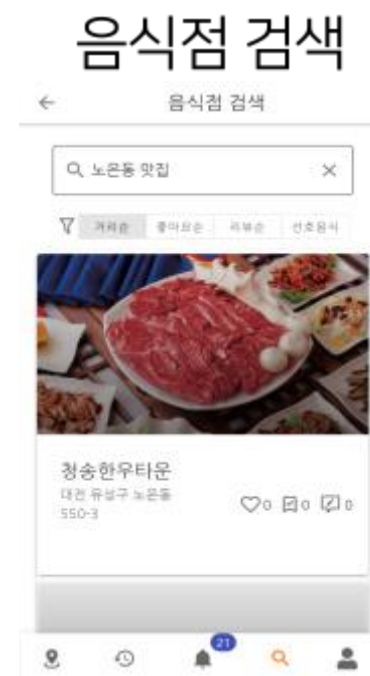 음식점 검색
음식점 검색
노은동 맛집
거리순 좋아요순 리뷰순 선호음식
청송한우타운
대전 유성구 노은동
550-3
0 0 0
21